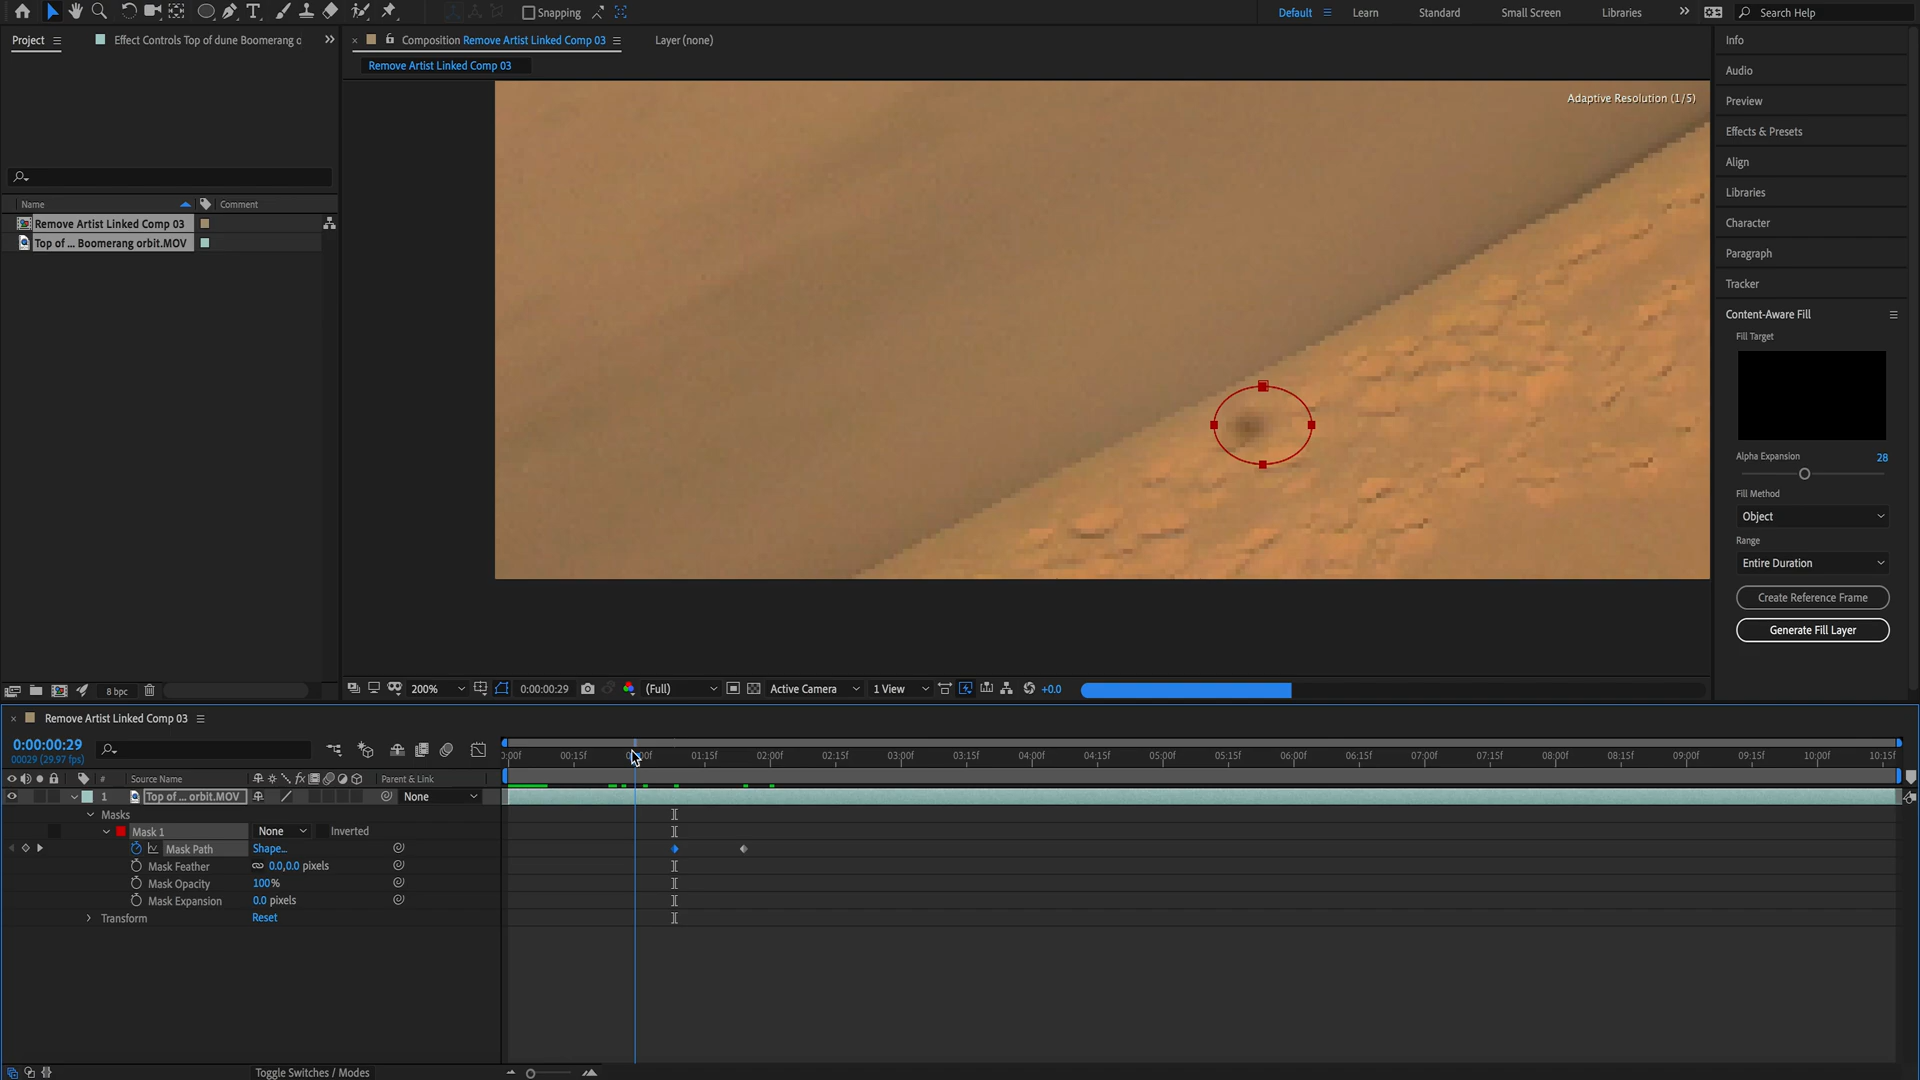 Snapping
Default
Learn
Standard
Small Screen
Libraries
Search Help
Project
Effect Controls Top of dune Boomerang o
Composition Remove Artist Linked Comp 03
Layer (none)
Remove Artist Linked Comp 03
Adaptive Resolution (1/5)
Name
Comment
Remove Artist Linked Comp 03
Top of ... Boomerang orbit.MOV
Info
Audio
Preview
Effects & Presets
Align
Libraries
Character
Paragraph
Tracker
Content-Aware Fill
Fill Target
Alpha Expansion 28
Fill Method
Object
Range
Entire Duration
Create Reference Frame
Generate Fill Layer
8 bpc
200%
0:00:00:29
(Full)
Active Camera
1 View
+0.0
Remove Artist Linked Comp 03
0:00:00:29
00029 (29.97 fps)
:00f 00:15f 01:15f 02:00f 02:15f 03:00f 03:15f 04:00f 04:15f 05:00f 05:15f 06:00f 06:15f 07:00f 07:15f 08:00f 08:15f 09:00f 09:15f 10:00f 10:15f
# Source Name fx Parent & Link
1 Top of ... orbit.MOV None
Masks
Mask 1 None Inverted
Mask Path Shape...
Mask Feather 0.0,0.0 pixels
Mask Opacity 100%
Mask Expansion 0.0 pixels
Transform Reset
Toggle Switches / Modes